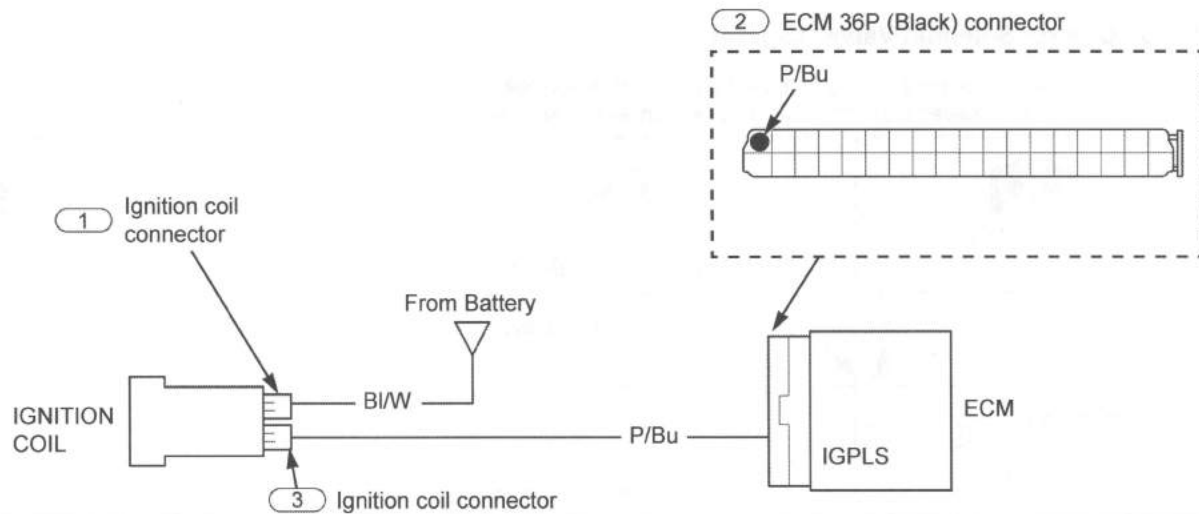 2 ECM 36P (Black) connector
P/Bu
1 Ignition coil
connector
From Battery
Bl/W
IGNITION
COIL
P/Bu
ECM
IGPLS
3 Ignition coil connector